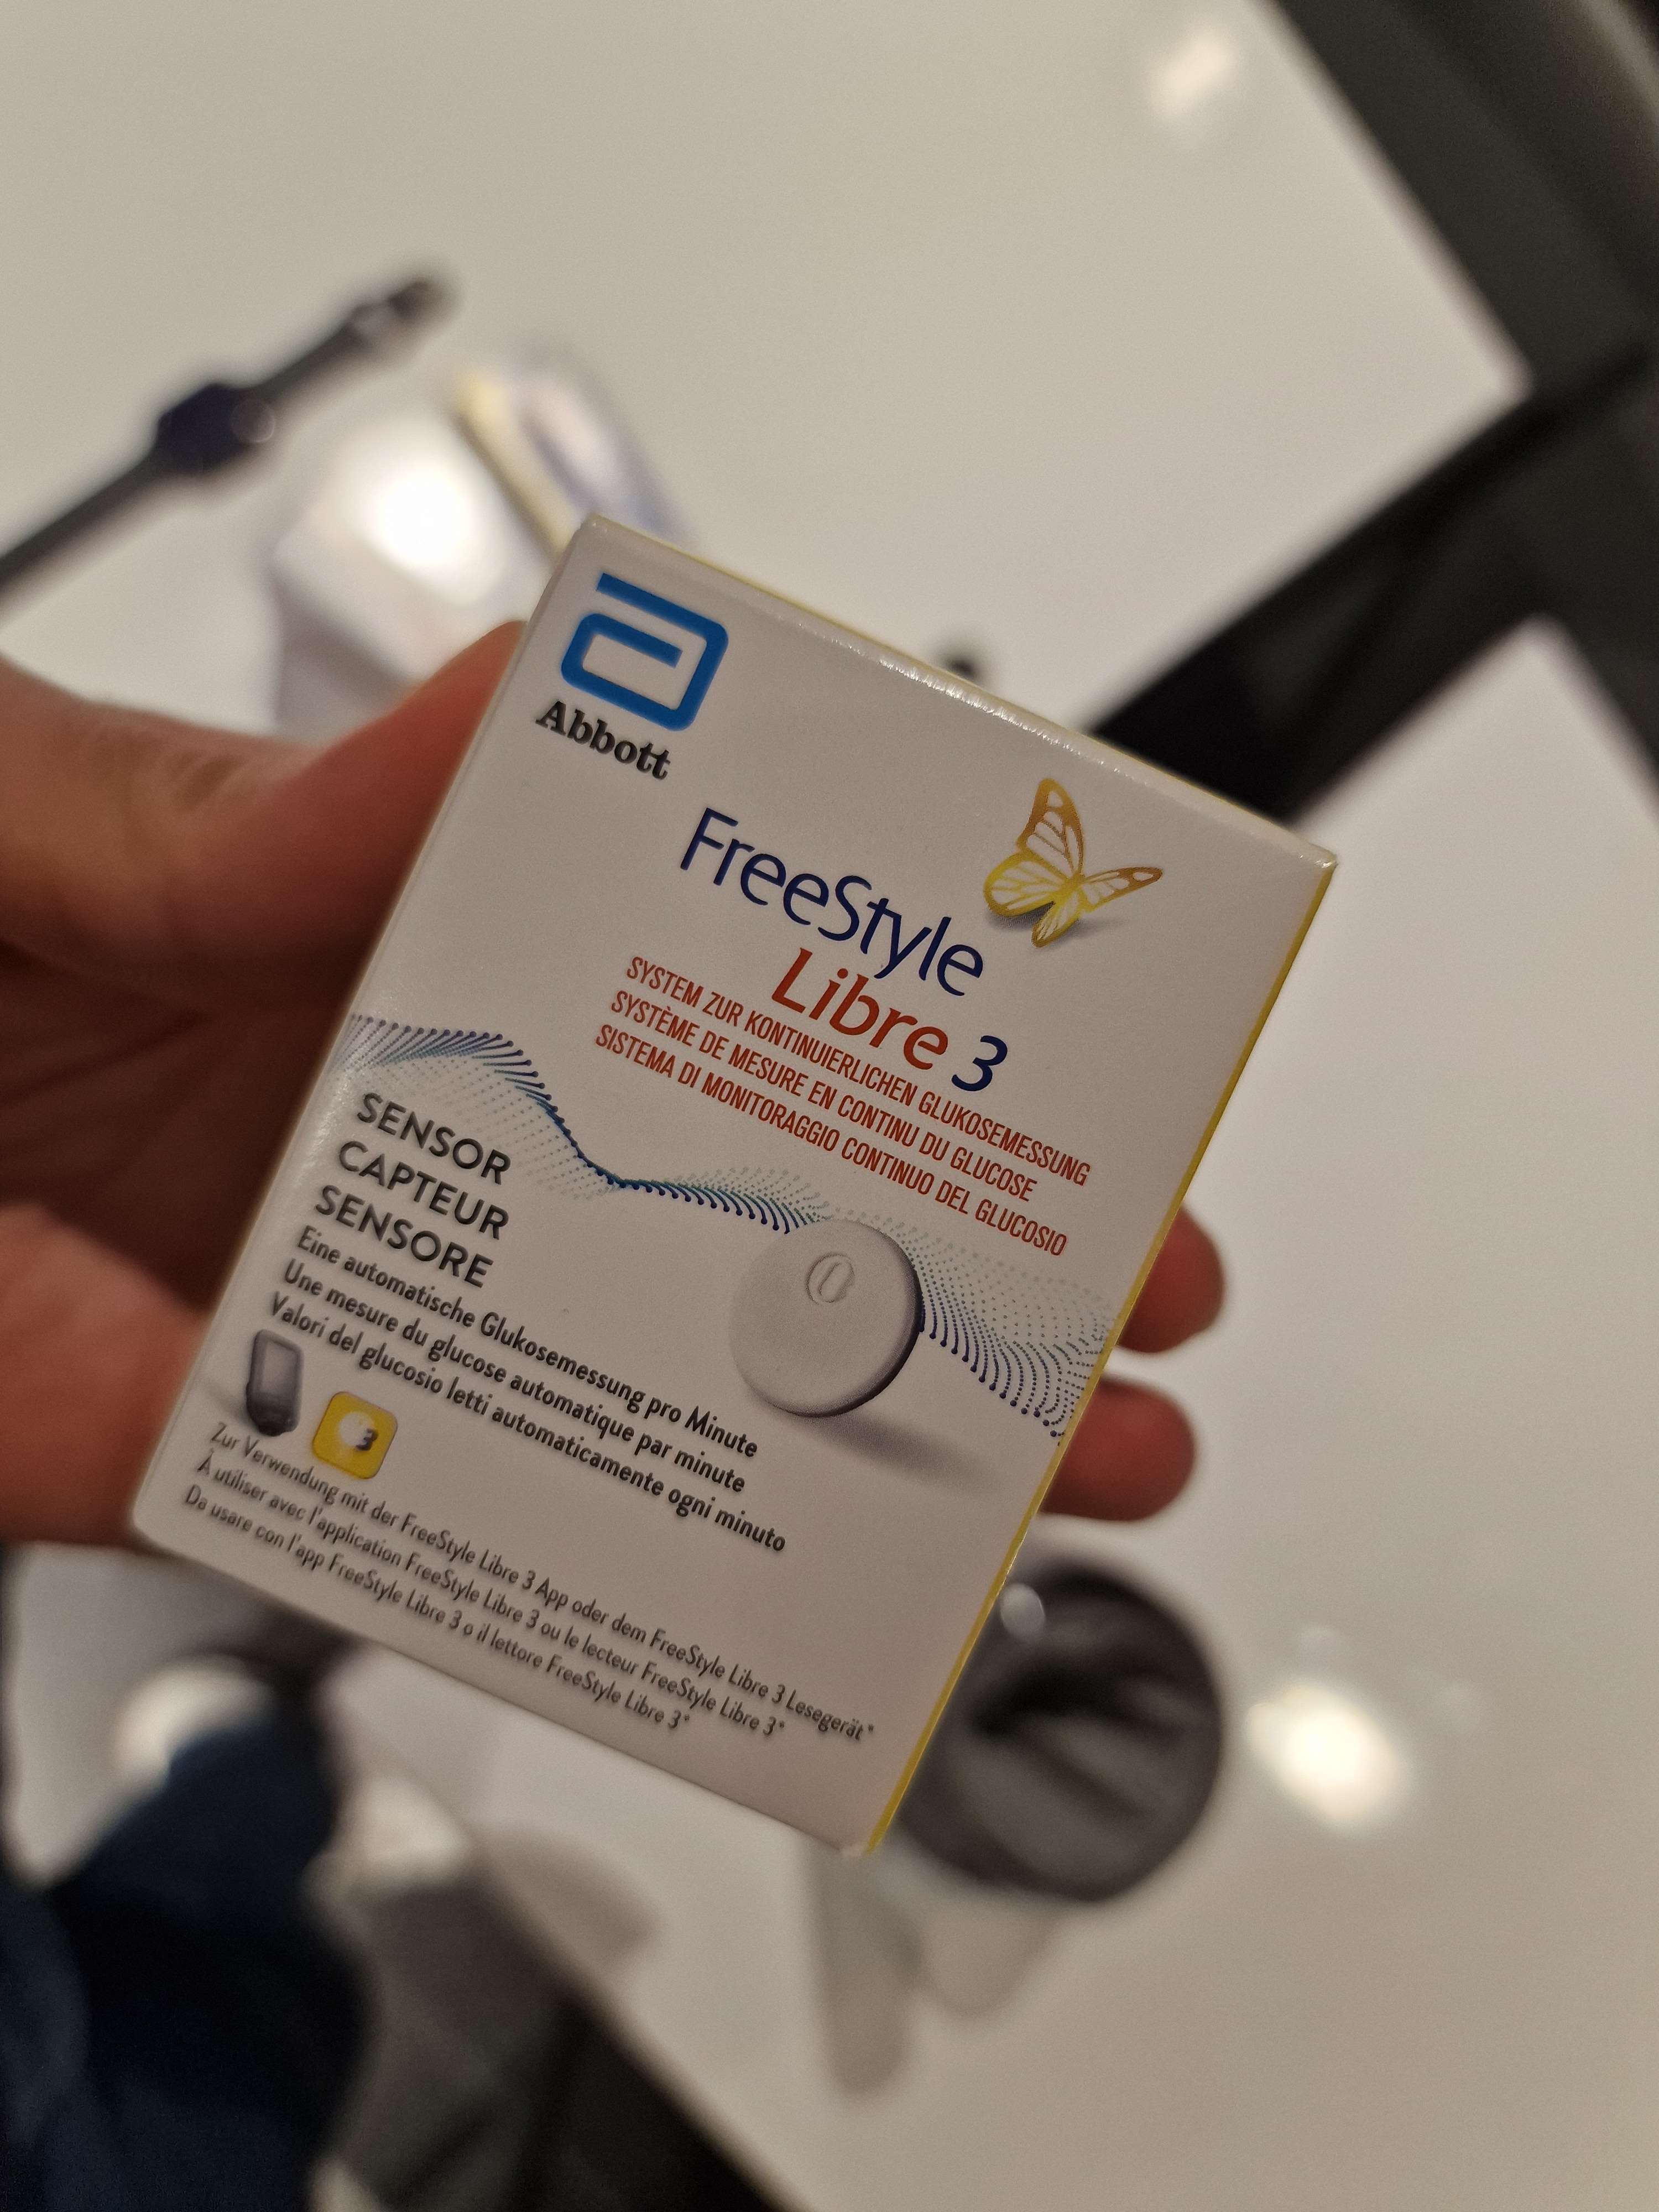 Abbott
FreeStyle
Libre 3
SYSTEM ZUR KONTINUIERLICHEN GLUKOSEMESSUNG
SYSTÈME DE MESURE EN CONTINU DU GLUCOSE
SISTEMA DI MONITORAGGIO CONTINUO DEL GLUCOSIO
SENSOR
CAPTEUR
SENSORE
Eine automatische Glukosemessung pro Minute
Une mesure du glucose automatique par minute
Valori del glucosio letti automaticamente ogni minuto
3
Zur Verwendung mit der FreeStyle Libre 3 App oder dem FreeStyle Libre 3 Lesegerät*
À utiliser avec l'application FreeStyle Libre 3 ou le lecteur FreeStyle Libre 3*
Da usare con l'app FreeStyle Libre 3 o il lettore FreeStyle Libre 3*